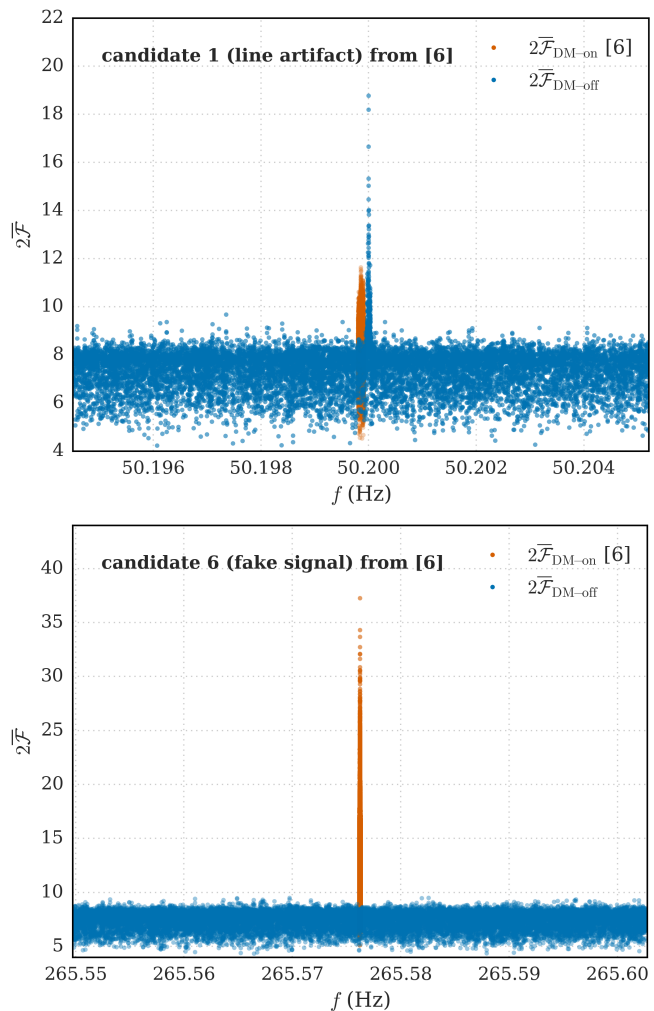 22
20
18
16
14
12
10
8
6
4
2ℱ̅
candidate 1 (line artifact) from [6]
2ℱ̅DM−on [6]
2ℱ̅DM−off
50.196 50.198 50.200 50.202 50.204
f (Hz)
40
35
30
25
20
15
10
5
2ℱ̅
candidate 6 (fake signal) from [6]
2ℱ̅DM−on [6]
2ℱ̅DM−off
265.55 265.56 265.57 265.58 265.59 265.60
f (Hz)